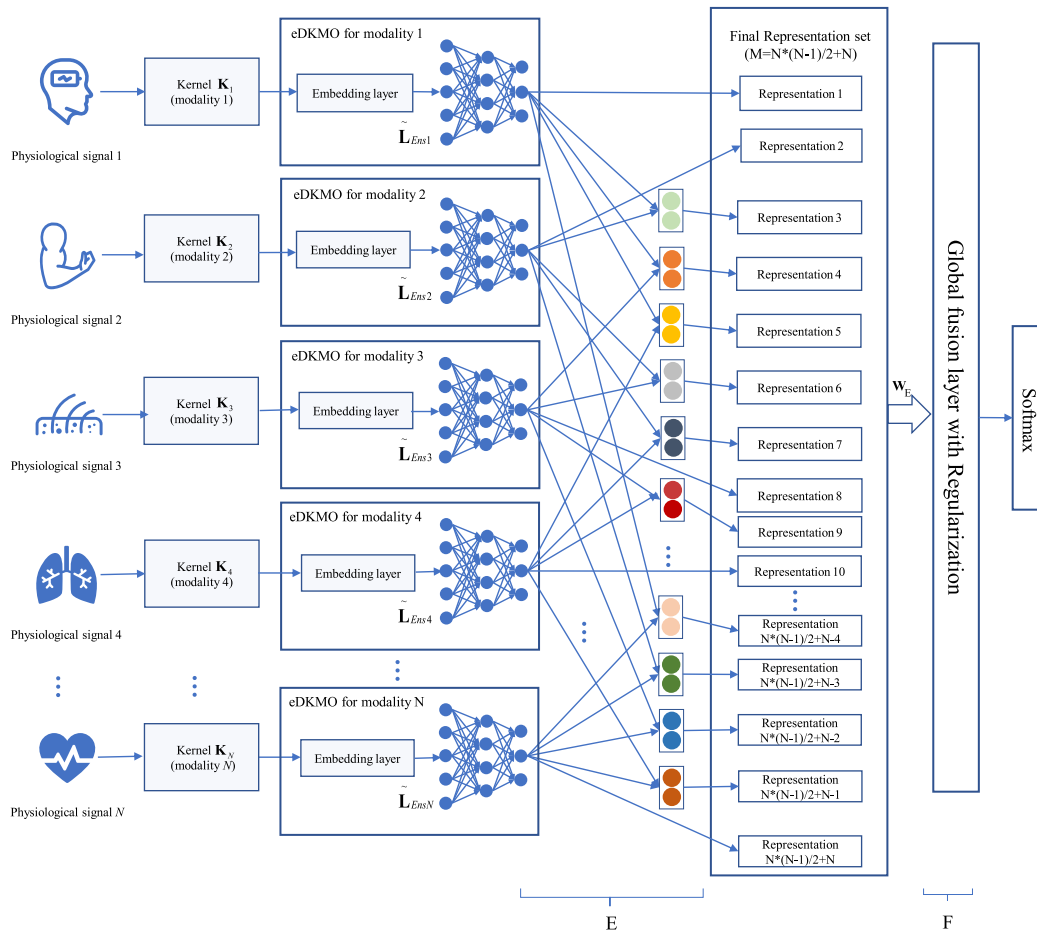 Physiological signal 1
Kernel K1
(modality 1)
eDKMO for modality 1
Embedding layer
L̃Ens1
Physiological signal 2
Kernel K2
(modality 2)
eDKMO for modality 2
Embedding layer
L̃Ens2
Physiological signal 3
Kernel K3
(modality 3)
eDKMO for modality 3
Embedding layer
L̃Ens3
Physiological signal 4
Kernel K4
(modality 4)
eDKMO for modality 4
Embedding layer
L̃Ens4
Physiological signal N
Kernel KN
(modality N)
eDKMO for modality N
Embedding layer
L̃EnsN
E
Final Representation set
(M=N*(N-1)/2+N)
Representation 1
Representation 2
Representation 3
Representation 4
Representation 5
Representation 6
Representation 7
Representation 8
Representation 9
Representation 10
Representation
N*(N-1)/2+N-4
Representation
N*(N-1)/2+N-3
Representation
N*(N-1)/2+N-2
Representation
N*(N-1)/2+N-1
Representation
N*(N-1)/2+N
WE
Global fusion layer with Regularization
F
Softmax